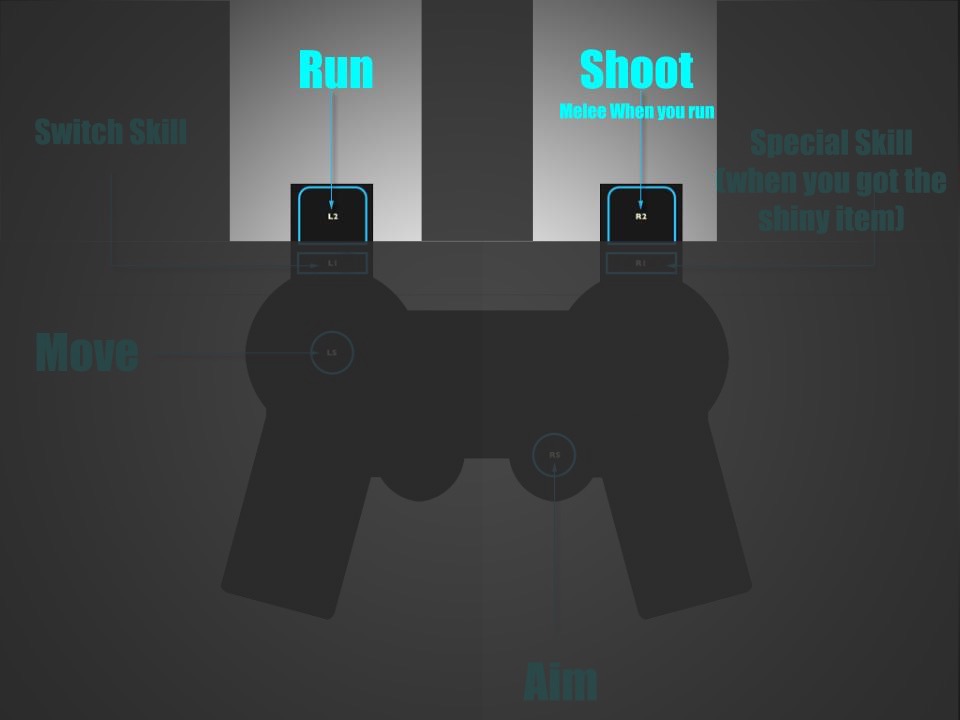 Run
Shoot
Melee When you run
Switch Skill
Special Skill
(when you got the
shiny item)
L2
R2
L1
R1
Move
LS
RS
Aim